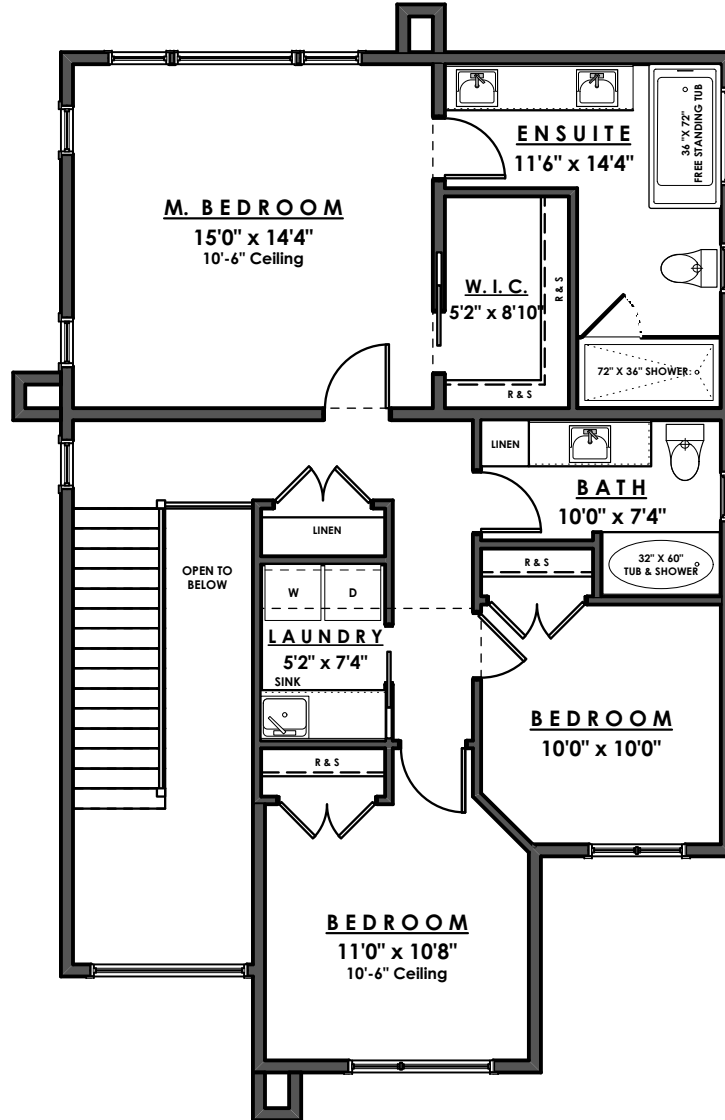 ENSUITE
11'6" x 14'4"
36 "X 72"
FREE STANDING TUB
M. BEDROOM
15'0" x 14'4"
10'-6" Ceiling
W. I. C.
5'2" x 8'10"
R & S
R & S
72" X 36" SHOWER
LINEN
BATH
10'0" x 7'4"
32" X 60"
TUB & SHOWER
LINEN
OPEN TO
BELOW
R & S
W
D
LAUNDRY
5'2" x 7'4"
SINK
BEDROOM
10'0" x 10'0"
R & S
BEDROOM
11'0" x 10'8"
10'-6" Ceiling